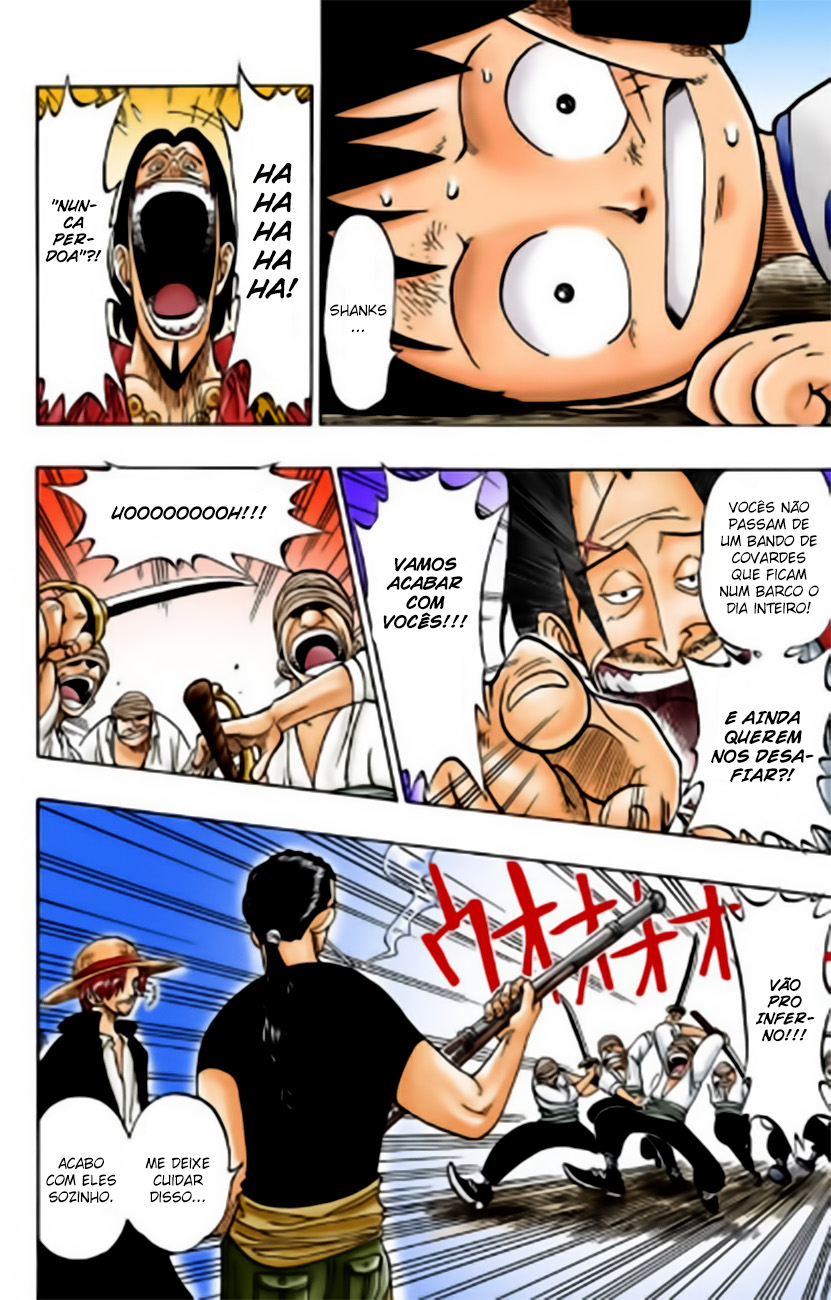 SHANKS
...
HA
HA
HA
HA
HA!
"NUN-
CA
PER-
DOA"?!
VOCÊS NÃO
PASSAM DE
UM BANDO DE
COVARDES
QUE FICAM
NUM BARCO O
DIA INTEIRO!
E AINDA
QUEREM
NOS DESA-
FIAR?!
VAMOS
ACABAR
COM
VOCÊS!!!
UOOOOOOOOH!!!
VÃO
PRO
INFER-
NO!!!
ウオオオオ
ME DEIXE
CUIDAR
DISSO...
ACABO
COM ELES
SOZINHO.